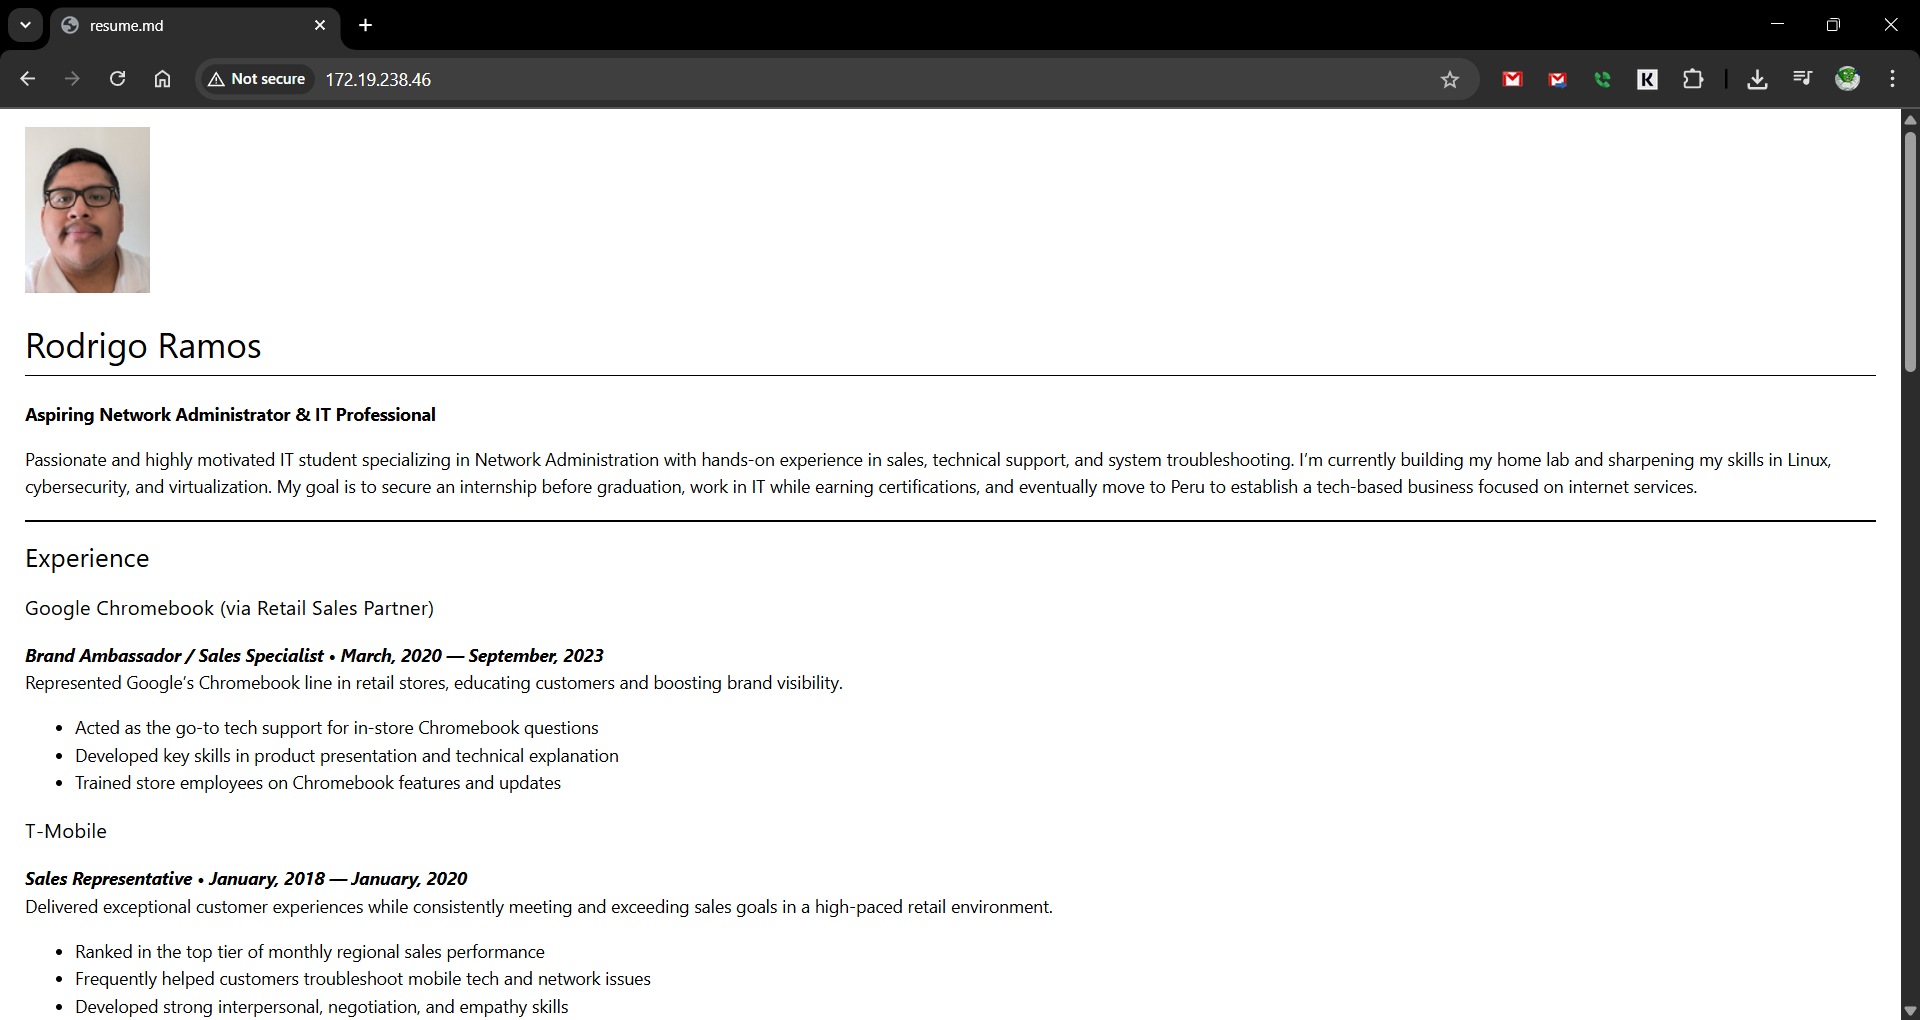 resume.md
Not secure
172.19.238.46
K
Rodrigo Ramos
Aspiring Network Administrator & IT Professional
Passionate and highly motivated IT student specializing in Network Administration with hands-on experience in sales, technical support, and system troubleshooting. I’m currently building my home lab and sharpening my skills in Linux,
cybersecurity, and virtualization. My goal is to secure an internship before graduation, work in IT while earning certifications, and eventually move to Peru to establish a tech-based business focused on internet services.
Experience
Google Chromebook (via Retail Sales Partner)
Brand Ambassador / Sales Specialist • March, 2020 — September, 2023
Represented Google’s Chromebook line in retail stores, educating customers and boosting brand visibility.
• Acted as the go-to tech support for in-store Chromebook questions
• Developed key skills in product presentation and technical explanation
• Trained store employees on Chromebook features and updates
T-Mobile
Sales Representative • January, 2018 — January, 2020
Delivered exceptional customer experiences while consistently meeting and exceeding sales goals in a high-paced retail environment.
• Ranked in the top tier of monthly regional sales performance
• Frequently helped customers troubleshoot mobile tech and network issues
• Developed strong interpersonal, negotiation, and empathy skills